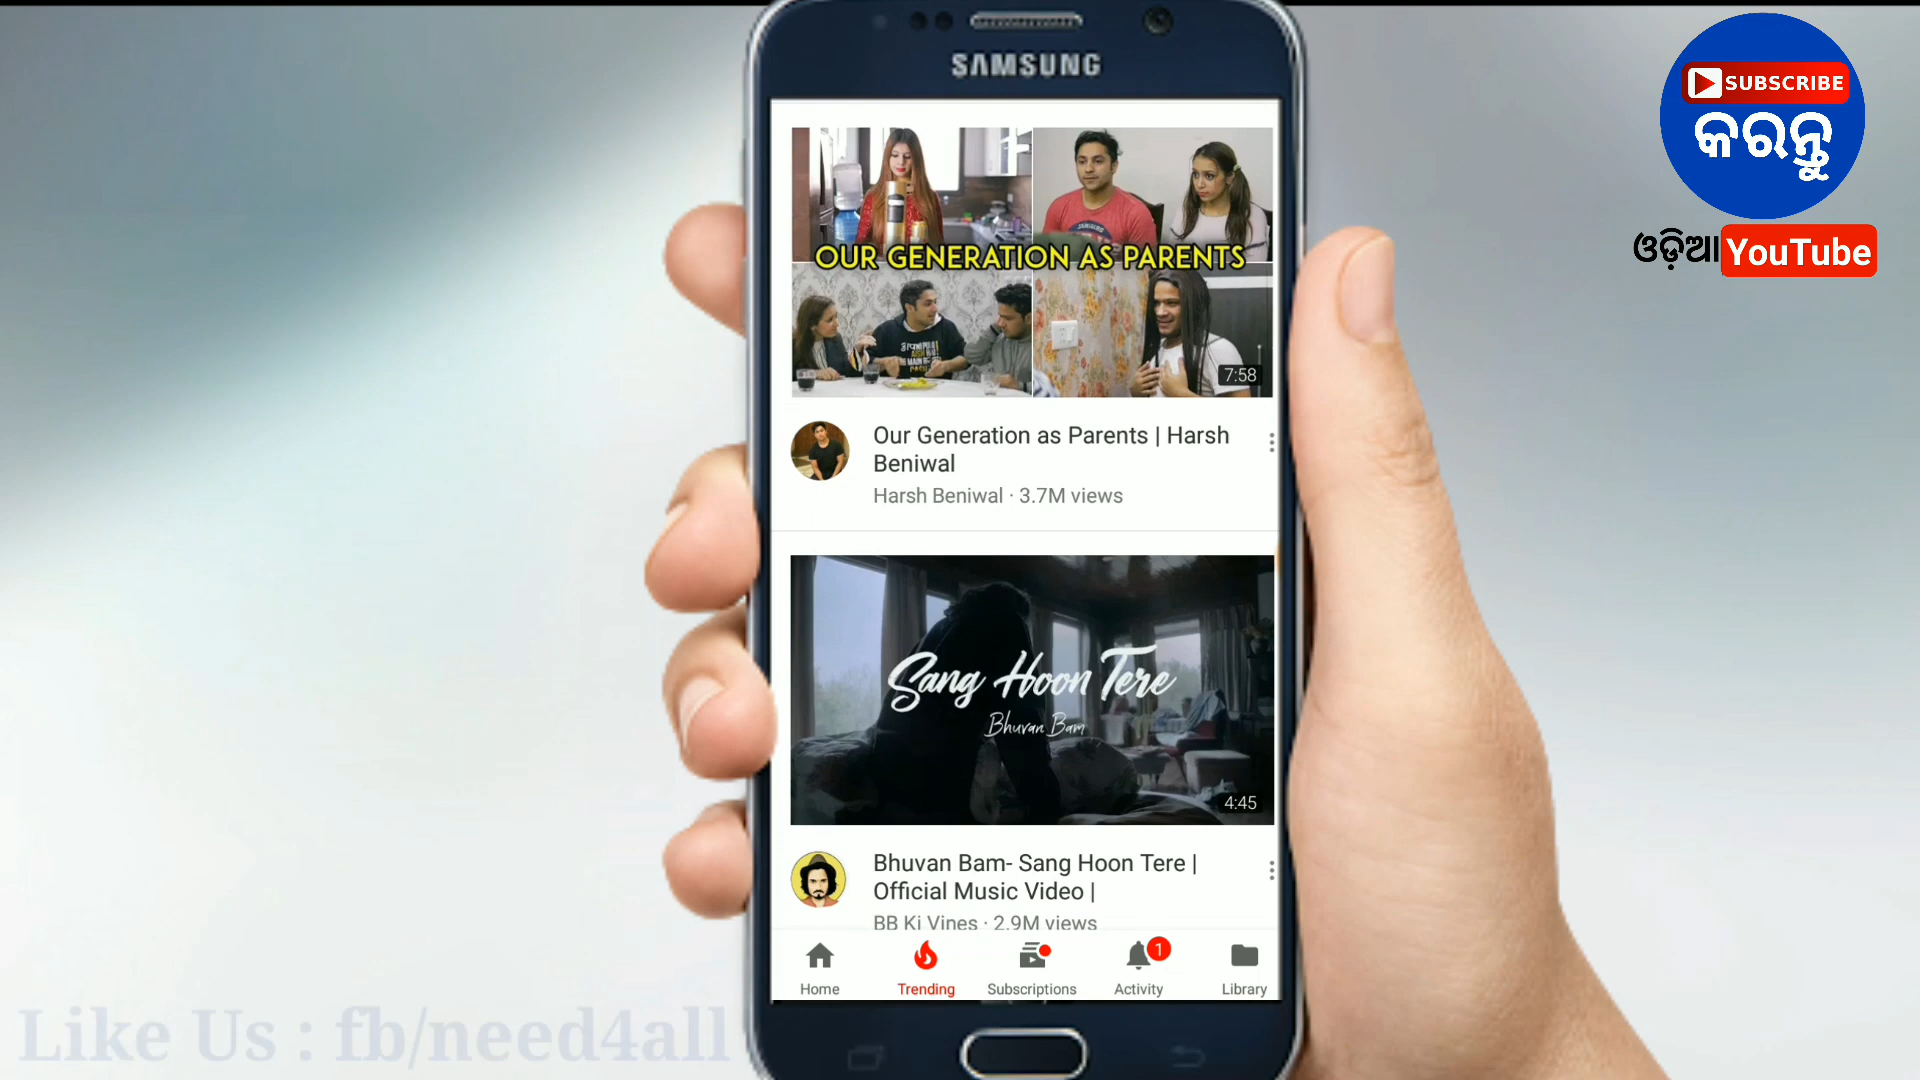 SAMSUNG
SUBSCRIBE
କରନ୍ତୁ
ଓଡ଼ିଆ YouTube
OUR GENERATION AS PARENTS
7:58
Our Generation as Parents | Harsh
Beniwal
Harsh Beniwal · 3.7M views
Sang Hoon Tere
Bhuvan Bam
4:45
Bhuvan Bam- Sang Hoon Tere |
Official Music Video |
BB Ki Vines · 2.9M views
1
Home Trending Subscriptions Activity Library
Like Us : fb/need4all